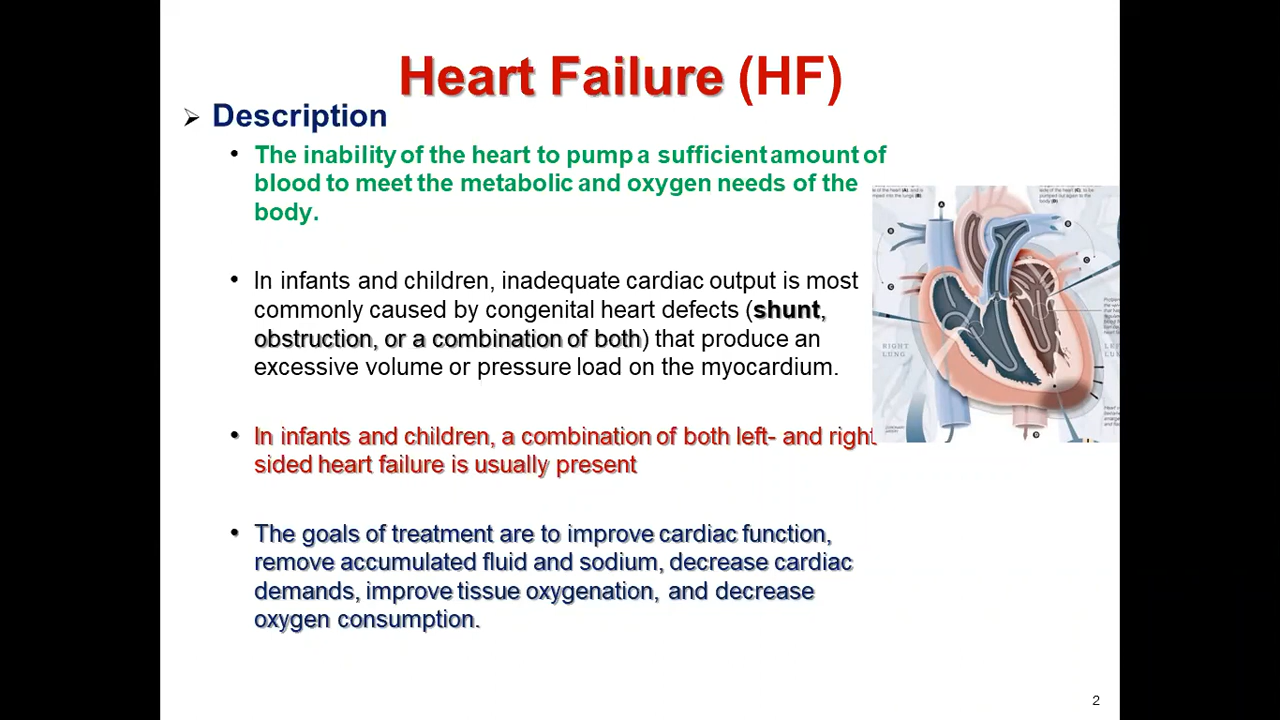 Heart Failure (HF)
➢ Description
• The inability of the heart to pump a sufficient amount of
blood to meet the metabolic and oxygen needs of the
body.
• In infants and children, inadequate cardiac output is most
commonly caused by congenital heart defects (shunt,
obstruction, or a combination of both) that produce an
excessive volume or pressure load on the myocardium.
• In infants and children, a combination of both left- and right
sided heart failure is usually present
• The goals of treatment are to improve cardiac function,
remove accumulated fluid and sodium, decrease cardiac
demands, improve tissue oxygenation, and decrease
oxygen consumption.
A
B
B
C
C
D
RIGHT
LUNG
2